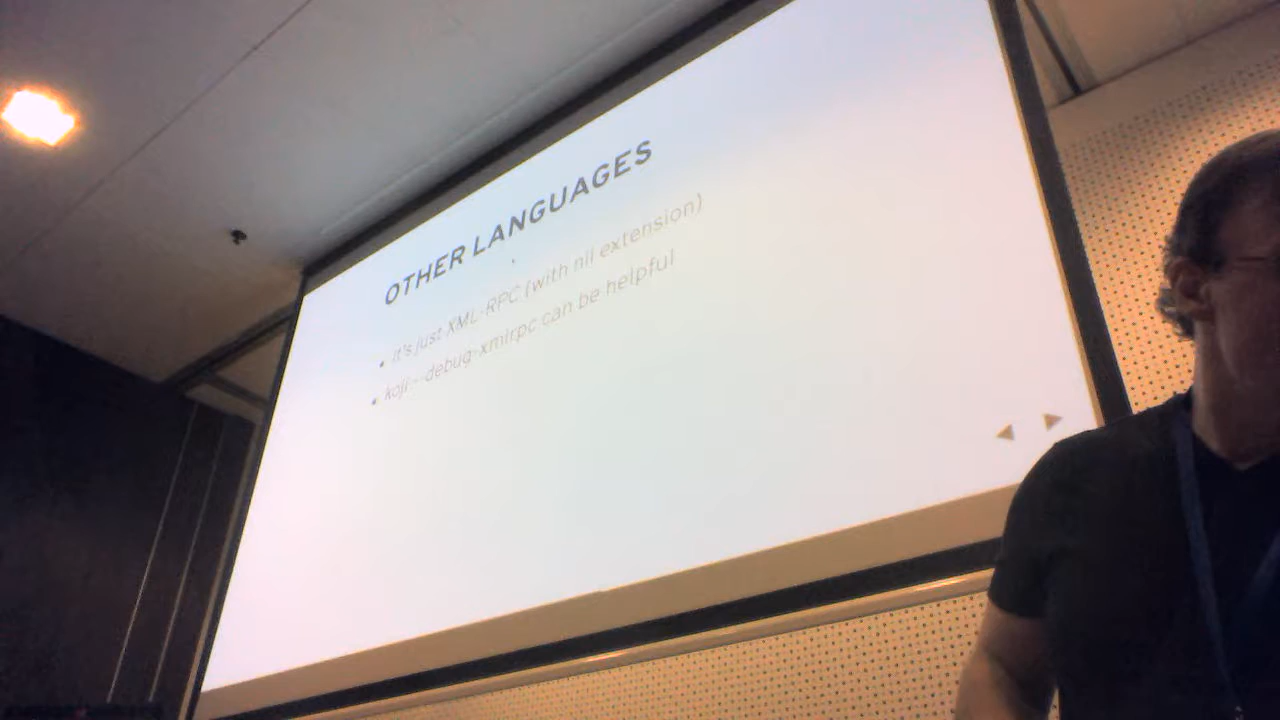 OTHER LANGUAGES
• it's just XML-RPC (with nil extension)
• koji --debug-xmlrpc can be helpful